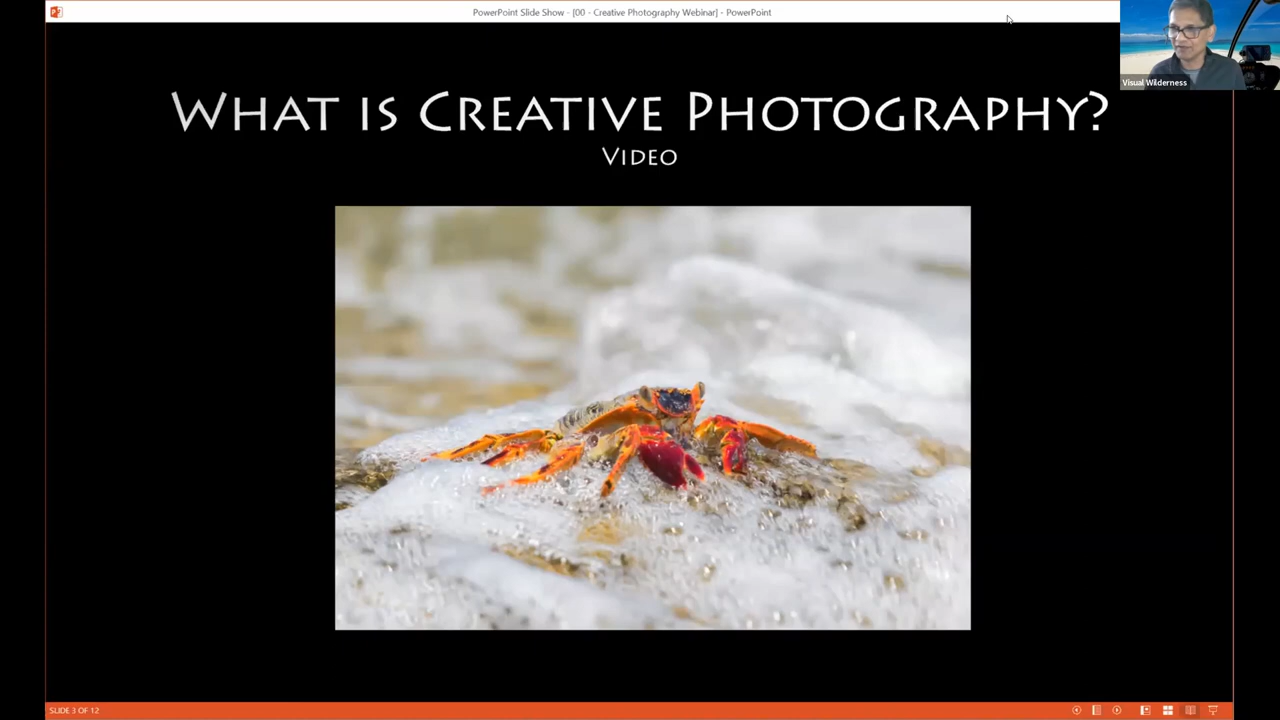 PowerPoint Slide Show - [00 - Creative Photography Webinar] - PowerPoint
Visual Wilderness
What is Creative Photography?
Video
SLIDE 3 OF 12